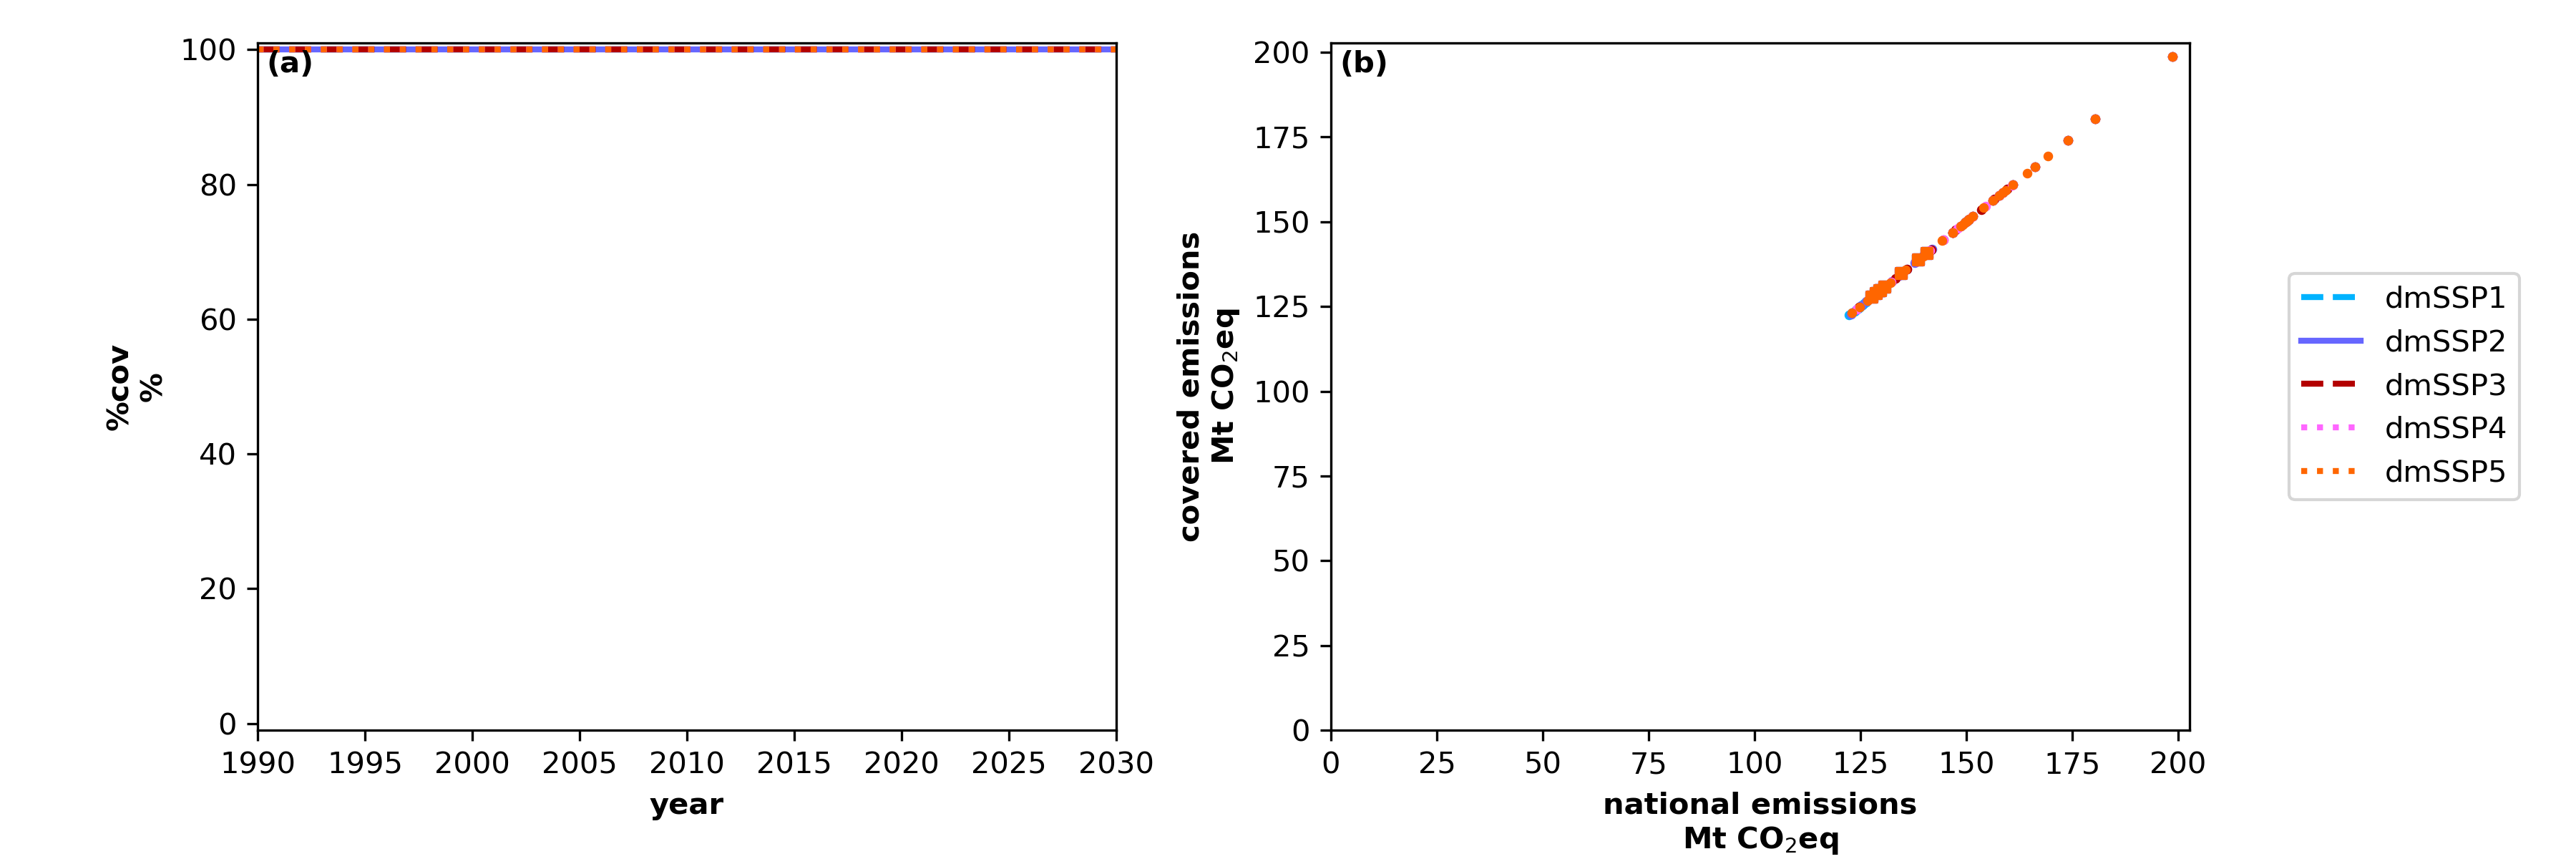 (a)
100
80
60
40
20
0
%cov
%
1990 1995 2000 2005 2010 2015 2020 2025 2030
year
(b)
200
175
150
125
100
75
50
25
0
covered emissions
Mt CO₂eq
0 25 50 75 100 125 150 175 200
national emissions
Mt CO₂eq
dmSSP1
dmSSP2
dmSSP3
dmSSP4
dmSSP5